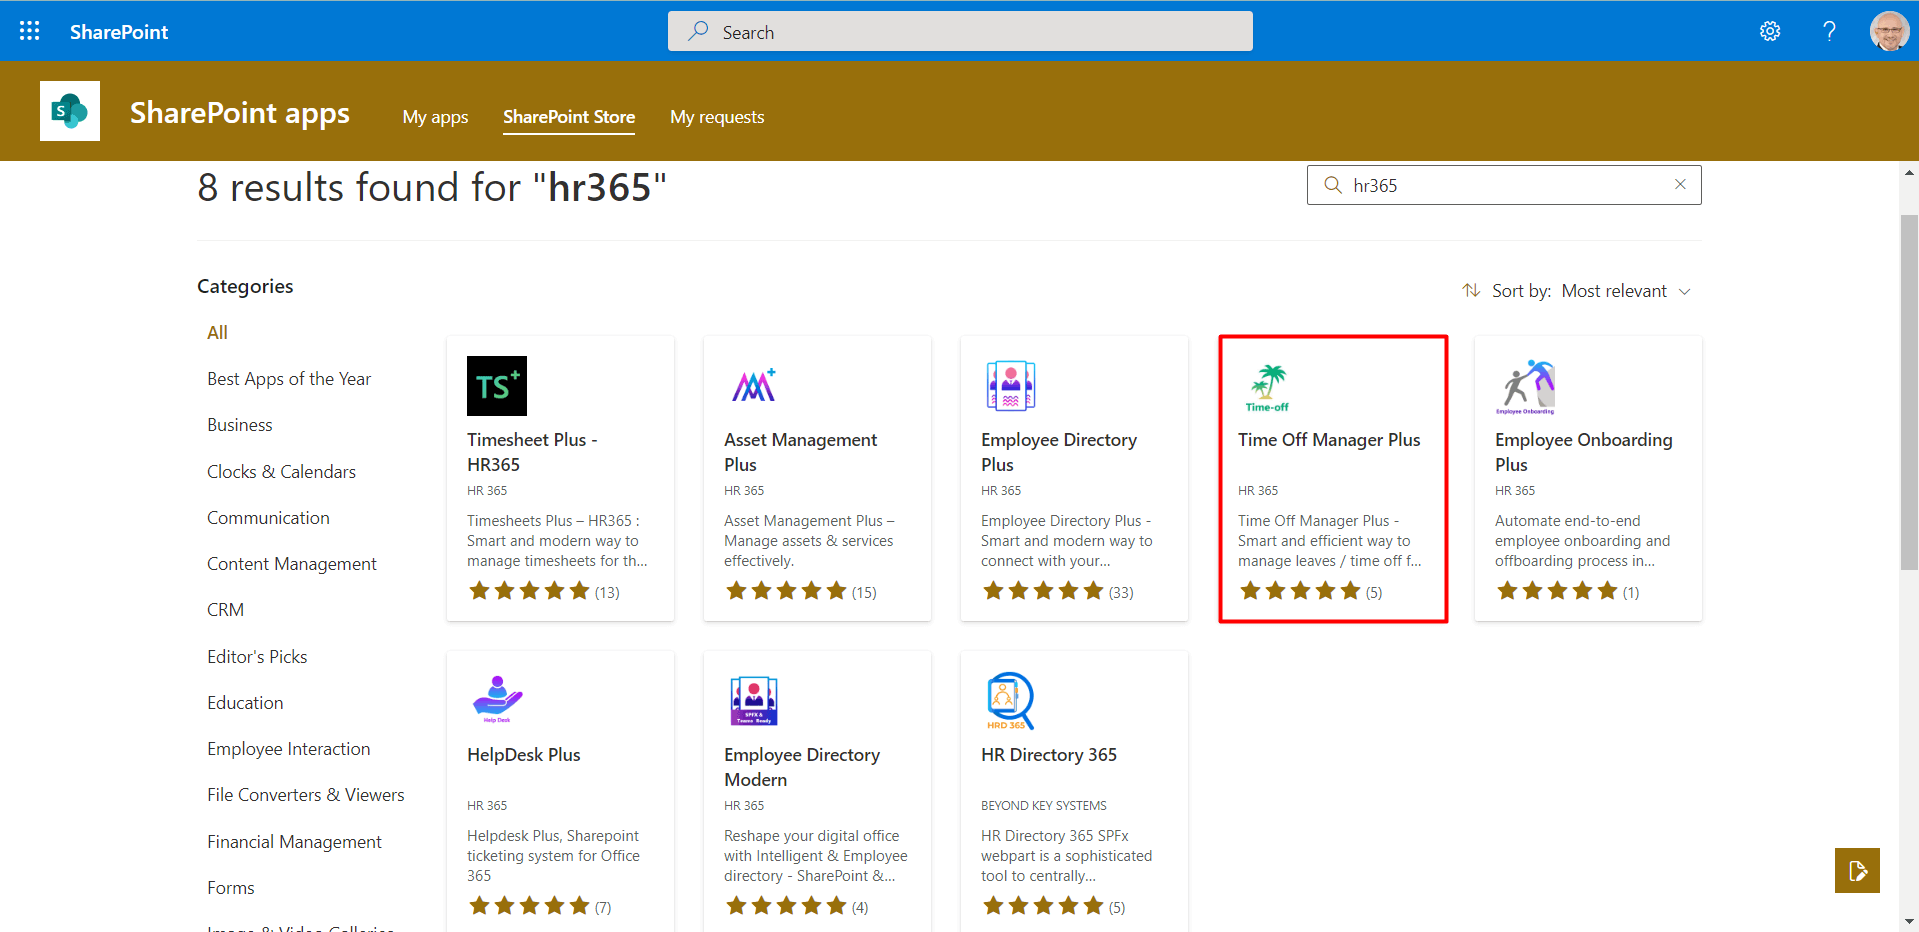 SharePoint
Search
?
S
SharePoint apps
My apps
SharePoint Store
My requests
8 results found for "hr365"
hr365
Categories
Sort by: Most relevant
All
Best Apps of the Year
Business
Clocks & Calendars
Communication
Content Management
CRM
Editor's Picks
Education
Employee Interaction
File Converters & Viewers
Financial Management
Forms
Image & Video Galleries
TS+
Timesheet Plus -
HR365
HR 365
Timesheets Plus – HR365 :
Smart and modern way to
manage timesheets for th...
(13)
Asset Management
Plus
HR 365
Asset Management Plus –
Manage assets & services
effectively.
(15)
Employee Directory
Plus
HR 365
Employee Directory Plus -
Smart and modern way to
connect with your...
(33)
Time-off
Time Off Manager Plus
HR 365
Time Off Manager Plus -
Smart and efficient way to
manage leaves / time off f...
(5)
Employee Onboarding
Employee Onboarding
Plus
HR 365
Automate end-to-end
employee onboarding and
offboarding process in...
(1)
Help Desk
HelpDesk Plus
HR 365
Helpdesk Plus, Sharepoint
ticketing system for Office
365
(7)
SPFX &
Teams Ready
Employee Directory
Modern
HR 365
Reshape your digital office
with Intelligent & Employee
directory - SharePoint &...
(4)
HRD 365
HR Directory 365
BEYOND KEY SYSTEMS
HR Directory 365 SPFx
webpart is a sophisticated
tool to centrally...
(5)